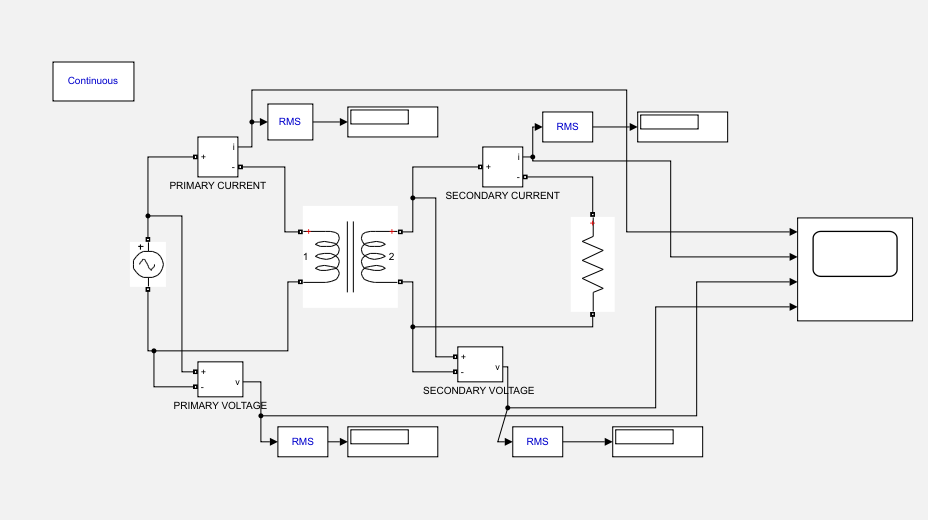 Continuous
RMS
RMS
i
+
-
PRIMARY CURRENT
i
+
-
SECONDARY CURRENT
+
+
+
+
1
2
+
-
v
PRIMARY VOLTAGE
+
-
v
SECONDARY VOLTAGE
RMS
RMS